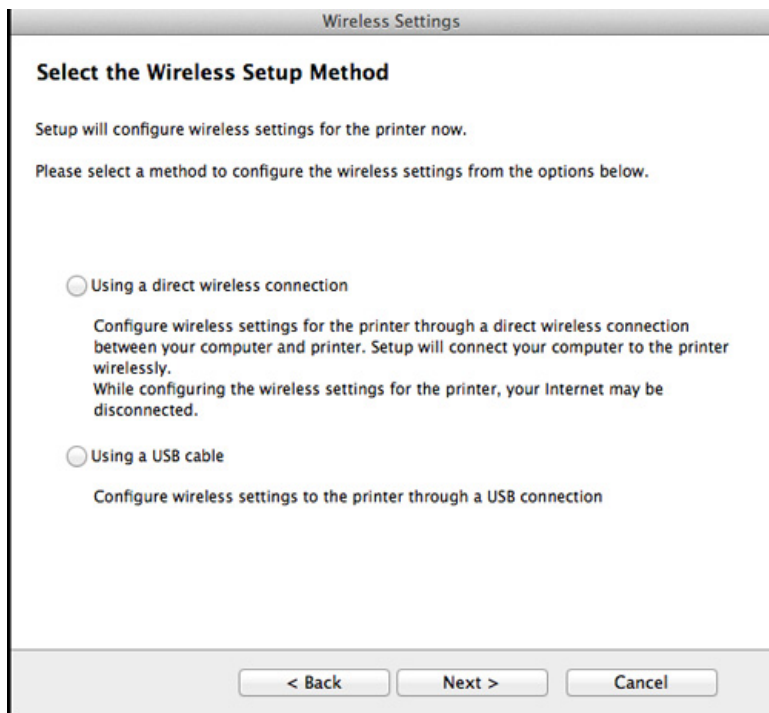 Wireless Settings
Select the Wireless Setup Method
Setup will configure wireless settings for the printer now.
Please select a method to configure the wireless settings from the options below.
Using a direct wireless connection
Configure wireless settings for the printer through a direct wireless connection
between your computer and printer. Setup will connect your computer to the printer
wirelessly.
While configuring the wireless settings for the printer, your Internet may be
disconnected.
Using a USB cable
Configure wireless settings to the printer through a USB connection
< Back Next > Cancel